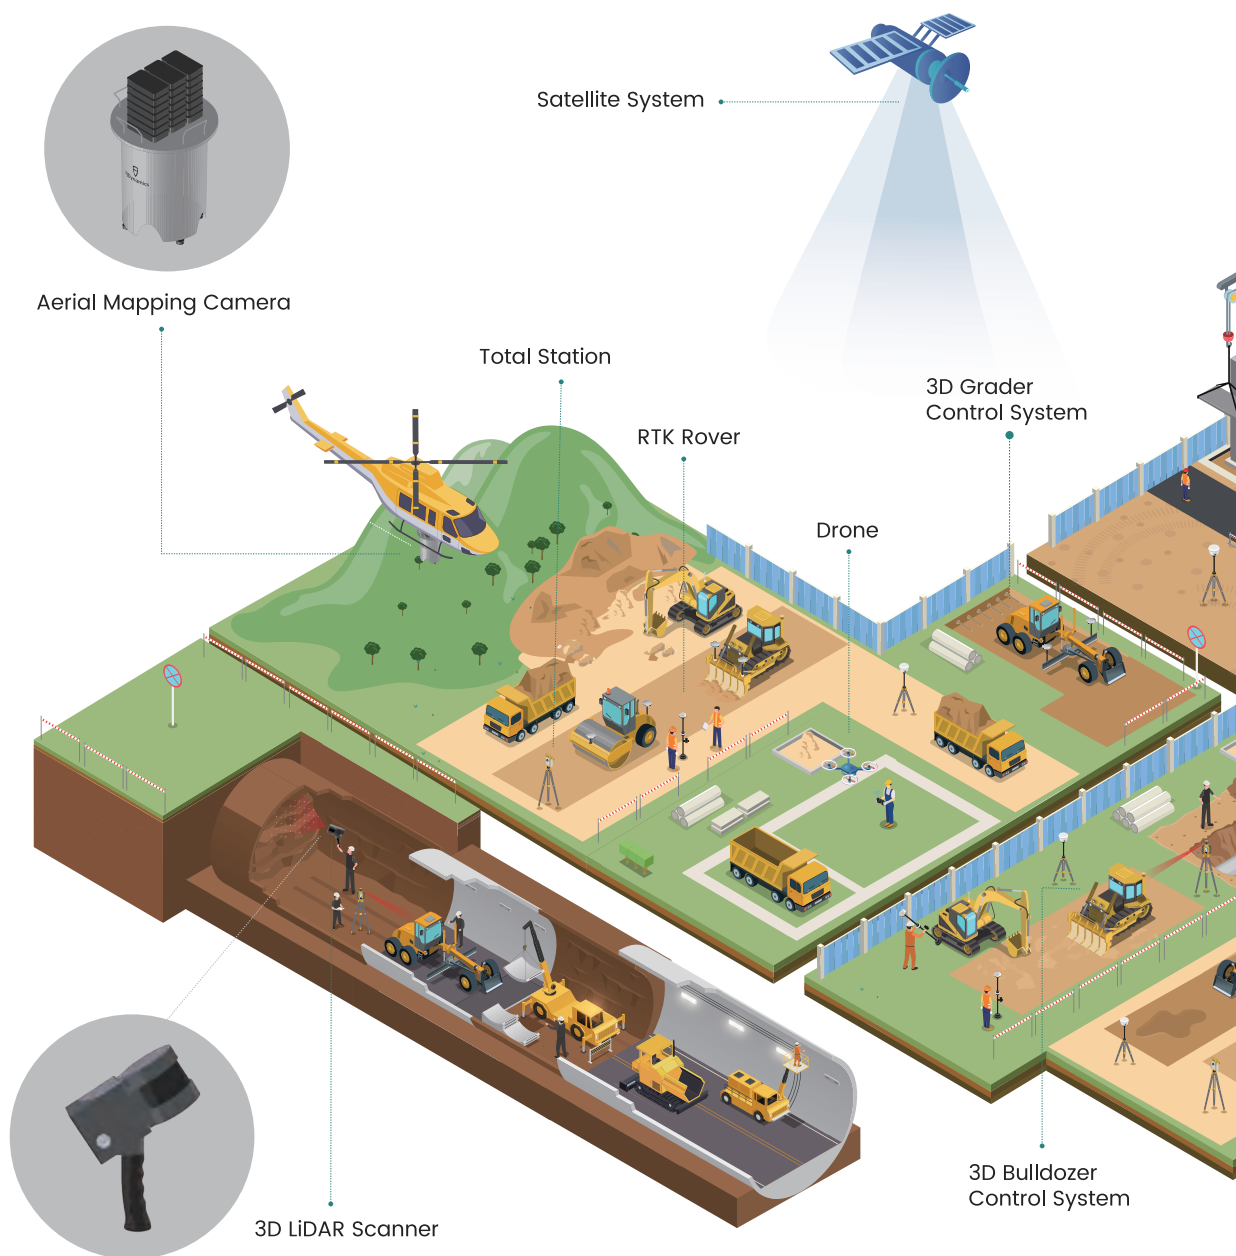 Satellite System
Aerial Mapping Camera
Total Station
3D Grader
Control System
RTK Rover
Drone
3D Bulldozer
Control System
3D LiDAR Scanner